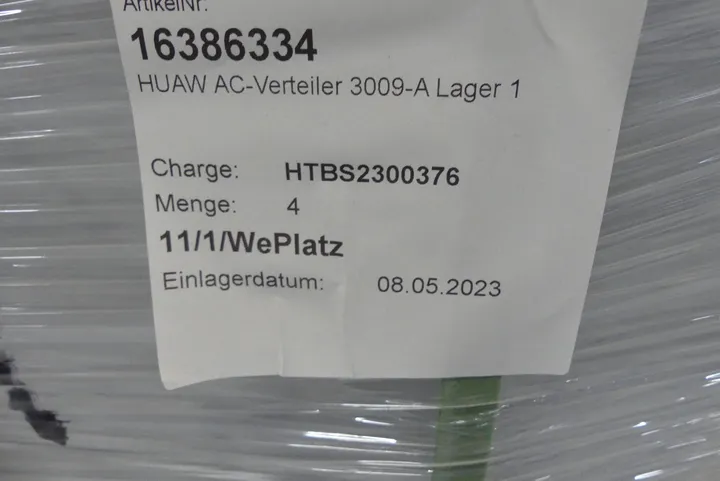 ArtikelNr:
16386334
HUAW AC-Verteiler 3009-A Lager 1
Charge: HTBS2300376
Menge: 4
11/1/WePlatz
Einlagerdatum: 08.05.2023